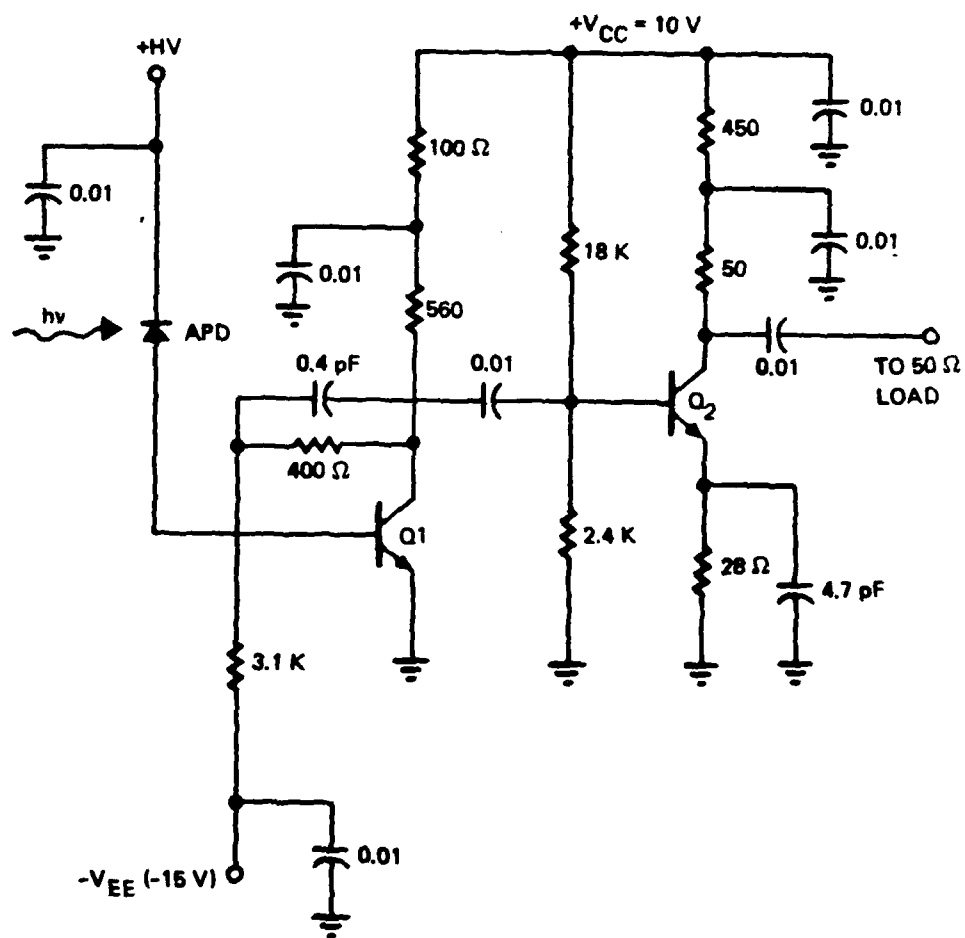 +V_CC = 10 V
+HV
0.01
450
100 Ω
0.01
0.01
18 K
0.01
50
560
hν
APD
0.4 pF
0.01
0.01
TO 50 Ω
LOAD
Q2
400 Ω
Q1
2.4 K
28 Ω
4.7 pF
3.1 K
0.01
-V_EE (-15 V)